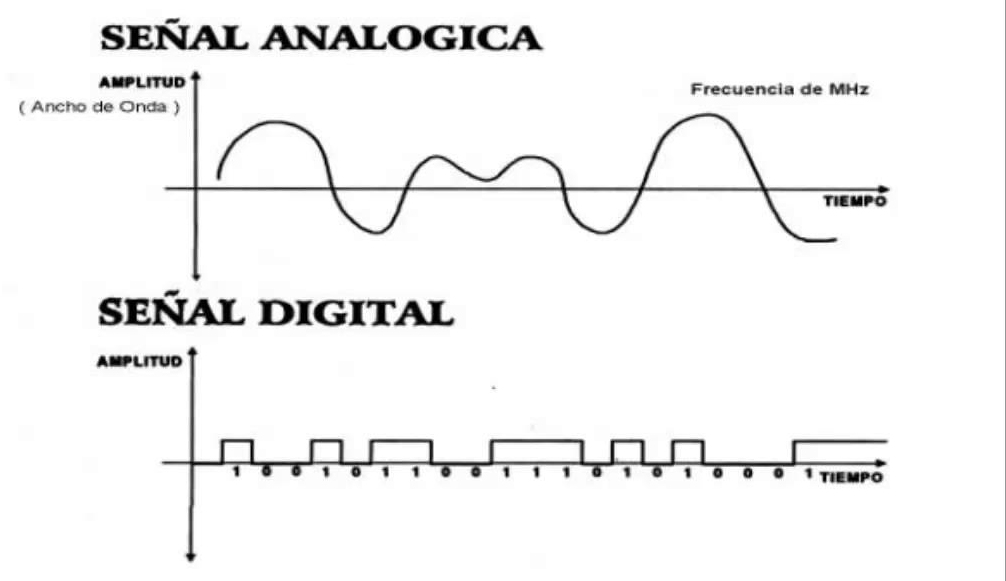 SEÑAL ANALOGICA
AMPLITUD
( Ancho de Onda )
Frecuencia de MHz
TIEMPO
SEÑAL DIGITAL
AMPLITUD
1 0 0 1 0 1 1 0 0 1 1 1 0 1 0 1 0 0 0 1
TIEMPO